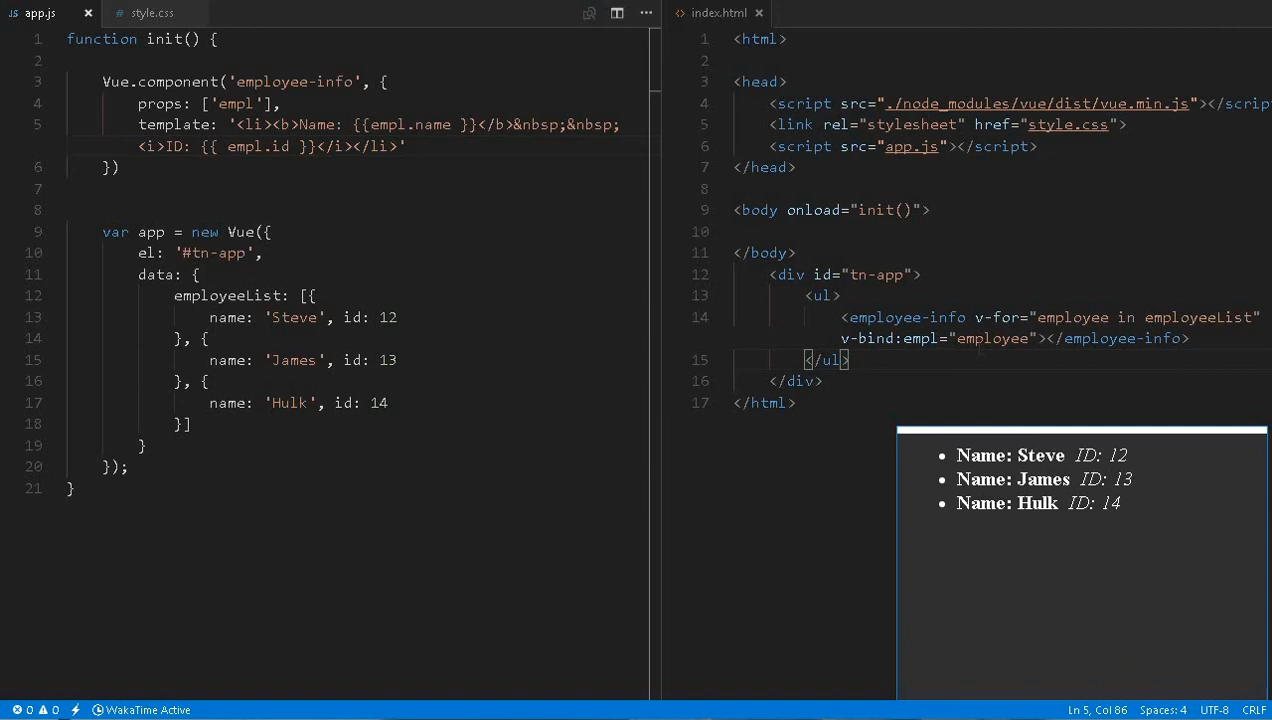 app.js × style.css
1 function init() {
2
3 Vue.component('employee-info', {
4 props: ['empl'],
5 template: '<li><b>Name: {{empl.name }}</b>&nbsp;&nbsp;
<i>ID: {{ empl.id }}</i></li>'
6 })
7
8
9 var app = new Vue({
10 el: '#tn-app',
11 data: {
12 employeeList: [{
13 name: 'Steve', id: 12
14 }, {
15 name: 'James', id: 13
16 }, {
17 name: 'Hulk', id: 14
18 }]
19 }
20 });
21 }
index.html ×
1 <html>
2
3 <head>
4 <script src="./node_modules/vue/dist/vue.min.js"></scrip
5 <link rel="stylesheet" href="style.css">
6 <script src="app.js"></script>
7 </head>
8
9 <body onload="init()">
10
11 </body>
12 <div id="tn-app">
13 <ul>
14 <employee-info v-for="employee in employeeList"
v-bind:empl="employee"></employee-info>
15 </ul>
16 </div>
17 </html>
• Name: Steve ID: 12
• Name: James ID: 13
• Name: Hulk ID: 14
0 0 WakaTime Active Ln 5, Col 86 Spaces: 4 UTF-8 CRLF